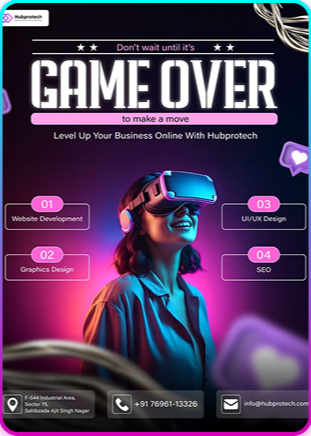 Hubprotech
Don't wait until it's
GAME OVER
to make a move
Level Up Your Business Online With Hubprotech
01
Website Development
02
Graphics Design
03
UI/UX Design
04
SEO
F-544 Industrial Area,
Sector 75,
Sahibzada Ajit Singh Nagar
+91 76961-13326
info@hubprotech.com